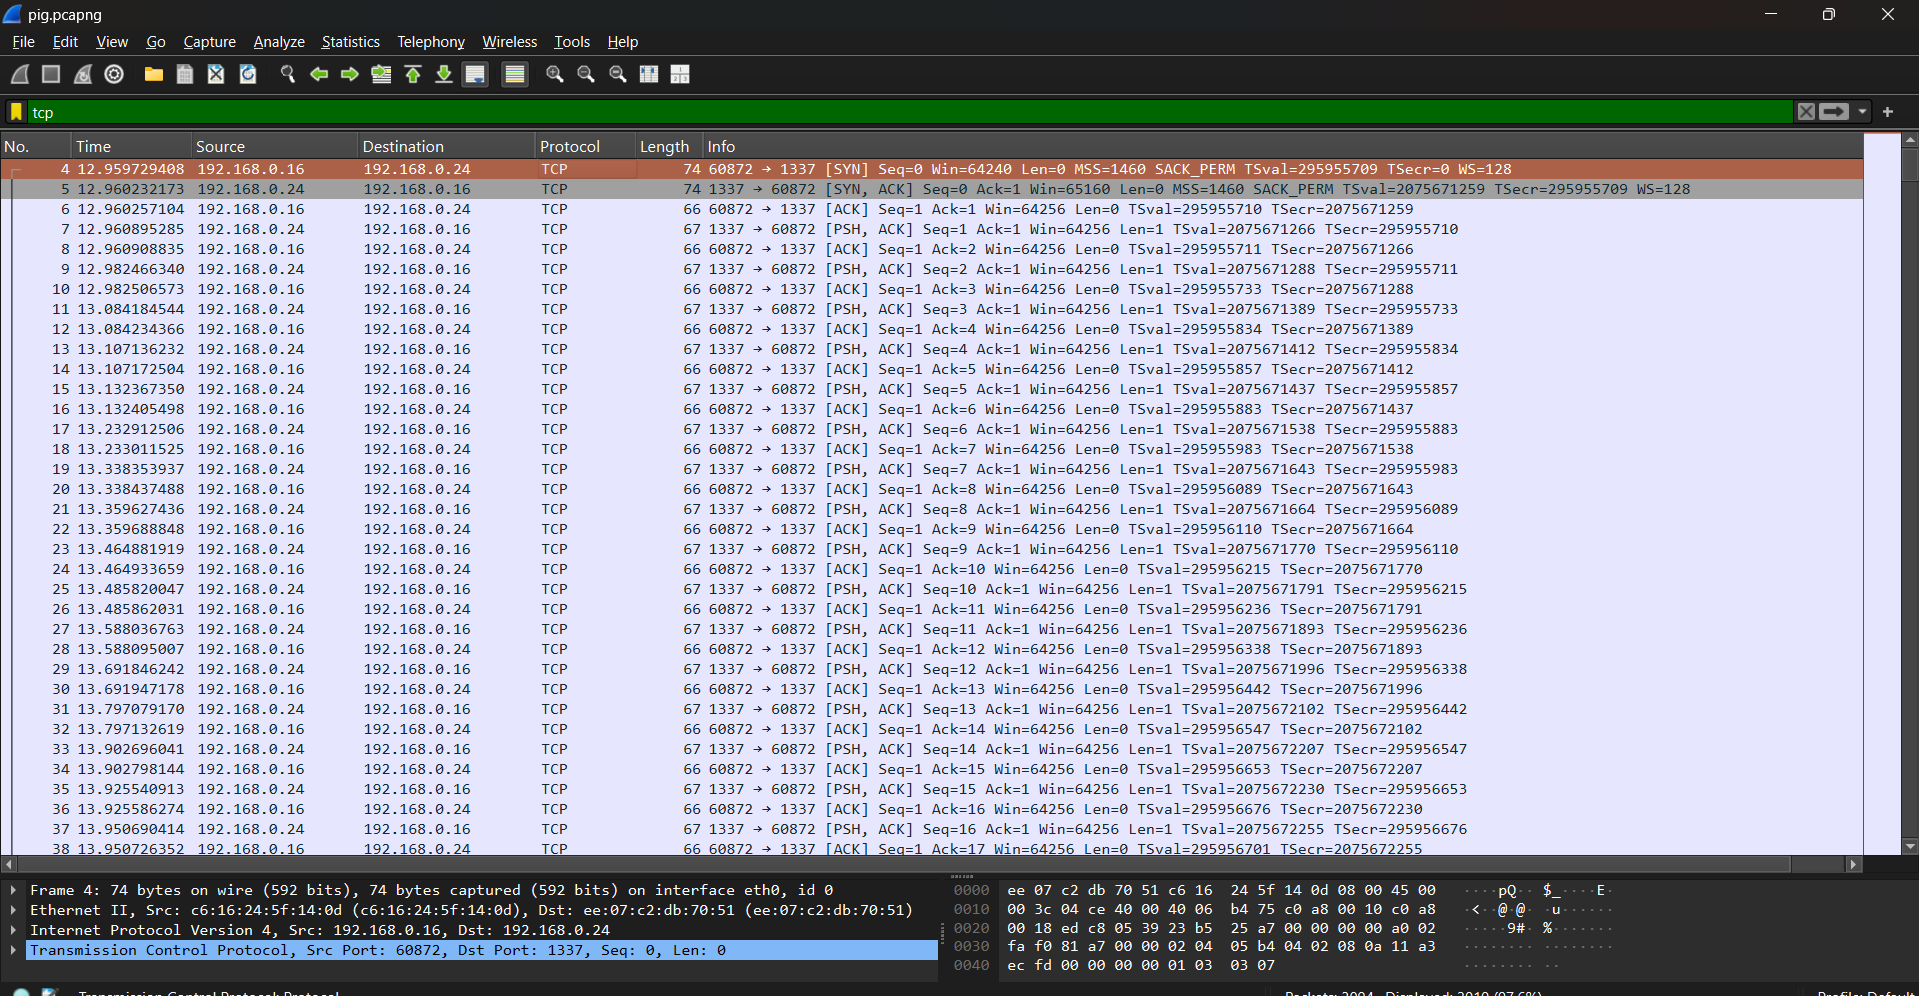 pig.pcapng
File Edit View Go Capture Analyze Statistics Telephony Wireless Tools Help
tcp
No. Time Source Destination Protocol Length Info
4 12.959729408 192.168.0.16 192.168.0.24 TCP 74 60872 → 1337 [SYN] Seq=0 Win=64240 Len=0 MSS=1460 SACK_PERM TSval=295955709 TSecr=0 WS=128
5 12.960232173 192.168.0.24 192.168.0.16 TCP 74 1337 → 60872 [SYN, ACK] Seq=0 Ack=1 Win=65160 Len=0 MSS=1460 SACK_PERM TSval=2075671259 TSecr=295955709 WS=128
6 12.960257104 192.168.0.16 192.168.0.24 TCP 66 60872 → 1337 [ACK] Seq=1 Ack=1 Win=64256 Len=0 TSval=295955710 TSecr=2075671259
7 12.960895285 192.168.0.24 192.168.0.16 TCP 67 1337 → 60872 [PSH, ACK] Seq=1 Ack=1 Win=64256 Len=1 TSval=2075671266 TSecr=295955710
8 12.960908835 192.168.0.16 192.168.0.24 TCP 66 60872 → 1337 [ACK] Seq=1 Ack=2 Win=64256 Len=0 TSval=295955711 TSecr=2075671266
9 12.982466340 192.168.0.24 192.168.0.16 TCP 67 1337 → 60872 [PSH, ACK] Seq=2 Ack=1 Win=64256 Len=1 TSval=2075671288 TSecr=295955711
10 12.982506573 192.168.0.16 192.168.0.24 TCP 66 60872 → 1337 [ACK] Seq=1 Ack=3 Win=64256 Len=0 TSval=295955733 TSecr=2075671288
11 13.084184544 192.168.0.24 192.168.0.16 TCP 67 1337 → 60872 [PSH, ACK] Seq=3 Ack=1 Win=64256 Len=1 TSval=2075671389 TSecr=295955733
12 13.084234366 192.168.0.16 192.168.0.24 TCP 66 60872 → 1337 [ACK] Seq=1 Ack=4 Win=64256 Len=0 TSval=295955834 TSecr=2075671389
13 13.107136232 192.168.0.24 192.168.0.16 TCP 67 1337 → 60872 [PSH, ACK] Seq=4 Ack=1 Win=64256 Len=1 TSval=2075671412 TSecr=295955834
14 13.107172504 192.168.0.16 192.168.0.24 TCP 66 60872 → 1337 [ACK] Seq=1 Ack=5 Win=64256 Len=0 TSval=295955857 TSecr=2075671412
15 13.132367350 192.168.0.24 192.168.0.16 TCP 67 1337 → 60872 [PSH, ACK] Seq=5 Ack=1 Win=64256 Len=1 TSval=2075671437 TSecr=295955857
16 13.132405498 192.168.0.16 192.168.0.24 TCP 66 60872 → 1337 [ACK] Seq=1 Ack=6 Win=64256 Len=0 TSval=295955883 TSecr=2075671437
17 13.232912506 192.168.0.24 192.168.0.16 TCP 67 1337 → 60872 [PSH, ACK] Seq=6 Ack=1 Win=64256 Len=1 TSval=2075671538 TSecr=295955883
18 13.233011525 192.168.0.16 192.168.0.24 TCP 66 60872 → 1337 [ACK] Seq=1 Ack=7 Win=64256 Len=0 TSval=295955983 TSecr=2075671538
19 13.338353937 192.168.0.24 192.168.0.16 TCP 67 1337 → 60872 [PSH, ACK] Seq=7 Ack=1 Win=64256 Len=1 TSval=2075671643 TSecr=295955983
20 13.338437488 192.168.0.16 192.168.0.24 TCP 66 60872 → 1337 [ACK] Seq=1 Ack=8 Win=64256 Len=0 TSval=295956089 TSecr=2075671643
21 13.359627436 192.168.0.24 192.168.0.16 TCP 67 1337 → 60872 [PSH, ACK] Seq=8 Ack=1 Win=64256 Len=1 TSval=2075671664 TSecr=295956089
22 13.359688848 192.168.0.16 192.168.0.24 TCP 66 60872 → 1337 [ACK] Seq=1 Ack=9 Win=64256 Len=0 TSval=295956110 TSecr=2075671664
23 13.464881919 192.168.0.24 192.168.0.16 TCP 67 1337 → 60872 [PSH, ACK] Seq=9 Ack=1 Win=64256 Len=1 TSval=2075671770 TSecr=295956110
24 13.464933659 192.168.0.16 192.168.0.24 TCP 66 60872 → 1337 [ACK] Seq=1 Ack=10 Win=64256 Len=0 TSval=295956215 TSecr=2075671770
25 13.485820047 192.168.0.24 192.168.0.16 TCP 67 1337 → 60872 [PSH, ACK] Seq=10 Ack=1 Win=64256 Len=1 TSval=2075671791 TSecr=295956215
26 13.485862031 192.168.0.16 192.168.0.24 TCP 66 60872 → 1337 [ACK] Seq=1 Ack=11 Win=64256 Len=0 TSval=295956236 TSecr=2075671791
27 13.588036763 192.168.0.24 192.168.0.16 TCP 67 1337 → 60872 [PSH, ACK] Seq=11 Ack=1 Win=64256 Len=1 TSval=2075671893 TSecr=295956236
28 13.588095007 192.168.0.16 192.168.0.24 TCP 66 60872 → 1337 [ACK] Seq=1 Ack=12 Win=64256 Len=0 TSval=295956338 TSecr=2075671893
29 13.691846242 192.168.0.24 192.168.0.16 TCP 67 1337 → 60872 [PSH, ACK] Seq=12 Ack=1 Win=64256 Len=1 TSval=2075671996 TSecr=295956338
30 13.691947178 192.168.0.16 192.168.0.24 TCP 66 60872 → 1337 [ACK] Seq=1 Ack=13 Win=64256 Len=0 TSval=295956442 TSecr=2075671996
31 13.797079170 192.168.0.24 192.168.0.16 TCP 67 1337 → 60872 [PSH, ACK] Seq=13 Ack=1 Win=64256 Len=1 TSval=2075672102 TSecr=295956442
32 13.797132619 192.168.0.16 192.168.0.24 TCP 66 60872 → 1337 [ACK] Seq=1 Ack=14 Win=64256 Len=0 TSval=295956547 TSecr=2075672102
33 13.902696041 192.168.0.24 192.168.0.16 TCP 67 1337 → 60872 [PSH, ACK] Seq=14 Ack=1 Win=64256 Len=1 TSval=2075672207 TSecr=295956547
34 13.902798144 192.168.0.16 192.168.0.24 TCP 66 60872 → 1337 [ACK] Seq=1 Ack=15 Win=64256 Len=0 TSval=295956653 TSecr=2075672207
35 13.925540913 192.168.0.24 192.168.0.16 TCP 67 1337 → 60872 [PSH, ACK] Seq=15 Ack=1 Win=64256 Len=1 TSval=2075672230 TSecr=295956653
36 13.925586274 192.168.0.16 192.168.0.24 TCP 66 60872 → 1337 [ACK] Seq=1 Ack=16 Win=64256 Len=0 TSval=295956676 TSecr=2075672230
37 13.950690414 192.168.0.24 192.168.0.16 TCP 67 1337 → 60872 [PSH, ACK] Seq=16 Ack=1 Win=64256 Len=1 TSval=2075672255 TSecr=295956676
38 13.950726352 192.168.0.16 192.168.0.24 TCP 66 60872 → 1337 [ACK] Seq=1 Ack=17 Win=64256 Len=0 TSval=295956701 TSecr=2075672255
Frame 4: 74 bytes on wire (592 bits), 74 bytes captured (592 bits) on interface eth0, id 0
Ethernet II, Src: c6:16:24:5f:14:0d (c6:16:24:5f:14:0d), Dst: ee:07:c2:db:70:51 (ee:07:c2:db:70:51)
Internet Protocol Version 4, Src: 192.168.0.16, Dst: 192.168.0.24
Transmission Control Protocol, Src Port: 60872, Dst Port: 1337, Seq: 0, Len: 0
0000 ee 07 c2 db 70 51 c6 16 24 5f 14 0d 08 00 45 00 ····pQ·· $_····E·
0010 00 3c 04 ce 40 00 40 06 b4 75 c0 a8 00 10 c0 a8 ·<··@·@· ·u······
0020 00 18 ed c8 05 39 23 b5 25 a7 00 00 00 00 a0 02 ·····9#· %·······
0030 fa f0 81 a7 00 00 02 04 05 b4 04 02 08 0a 11 a3 ········ ········
0040 ec fd 00 00 00 00 01 03 03 07 ········ ··